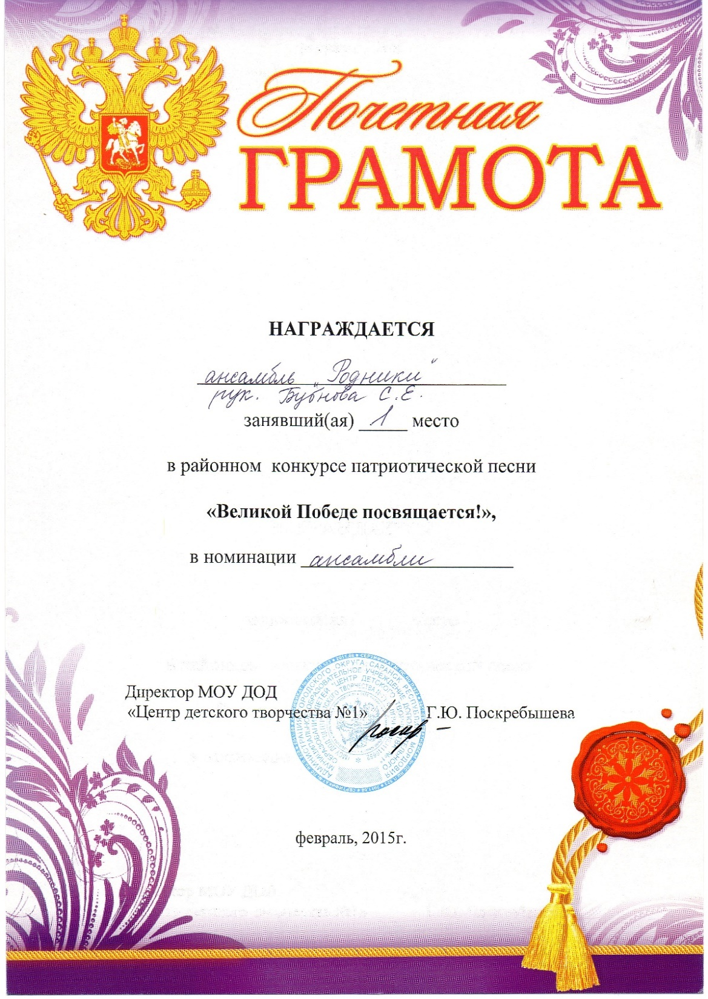 Почетная
ГРАМОТА
НАГРАЖДАЕТСЯ
ансамбль „Родники"
рук. Бубнова С.Е.
занявший(ая) 1 место
в районном конкурсе патриотической песни
«Великой Победе посвящается!»,
в номинации ансамбли
Директор МОУ ДОД
«Центр детского творчества №1» Г.Ю. Поскребышева
февраль, 2015г.